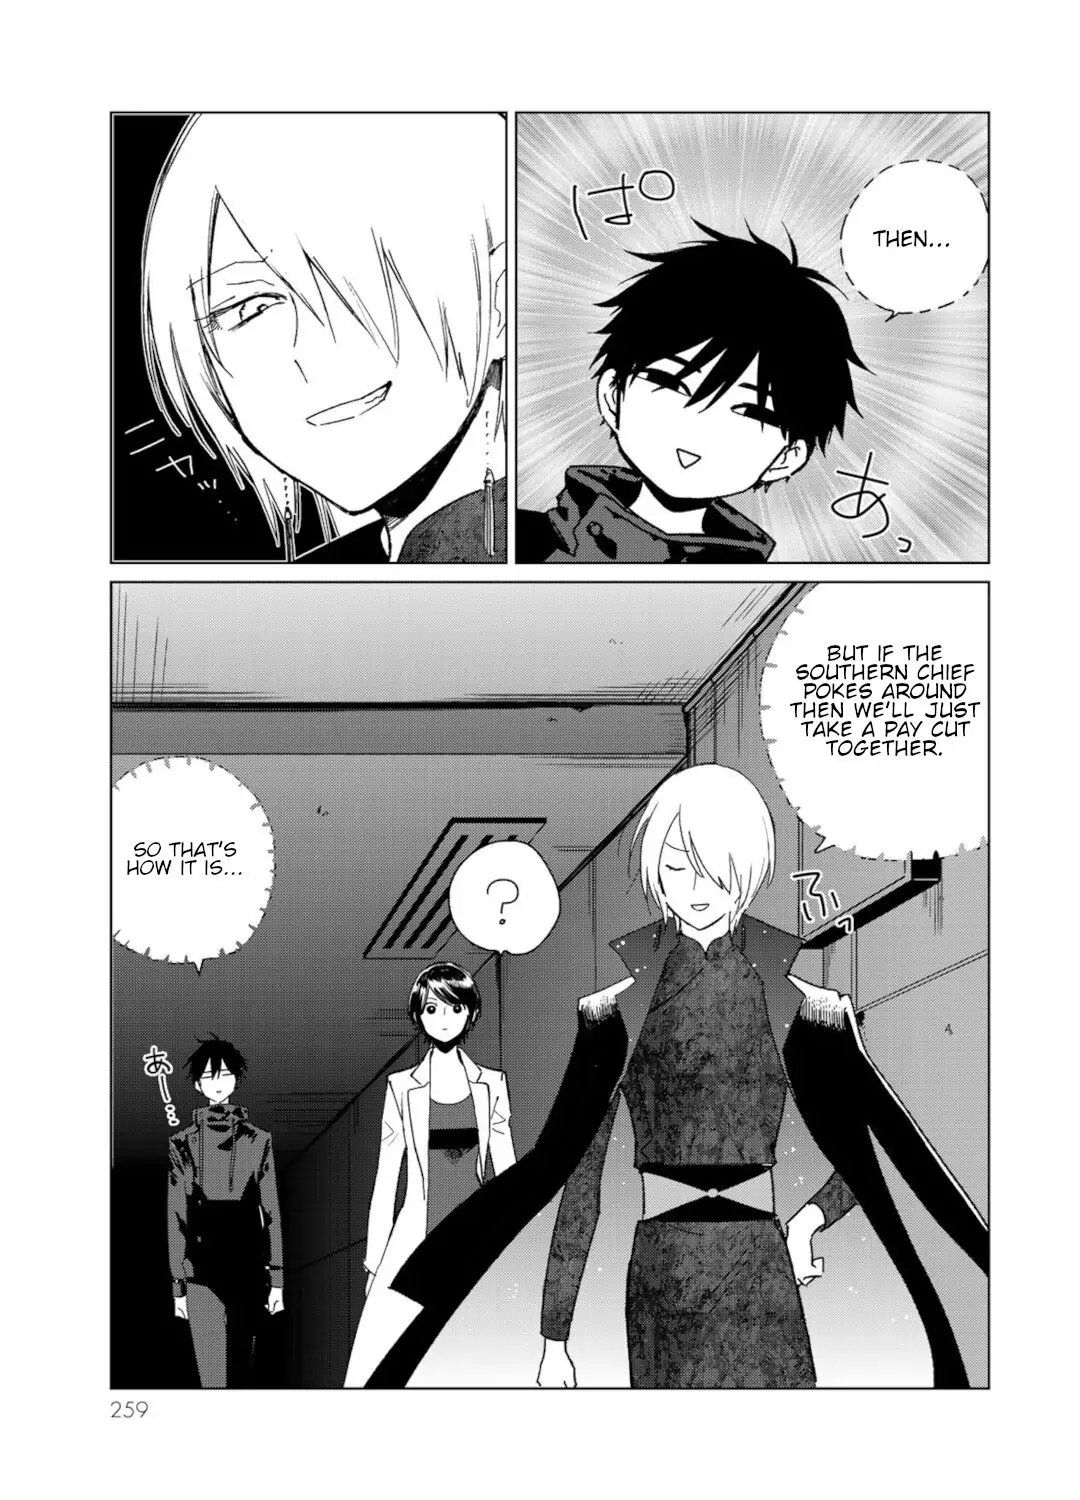 THEN...
ぱ
あっ
ニヤッ
BUT IF THE
SOUTHERN CHIEF
POKES AROUND
THEN WE'LL JUST
TAKE A PAY CUT
TOGETHER.
ふっ
?
SO THAT'S
HOW IT IS...
あー...
259